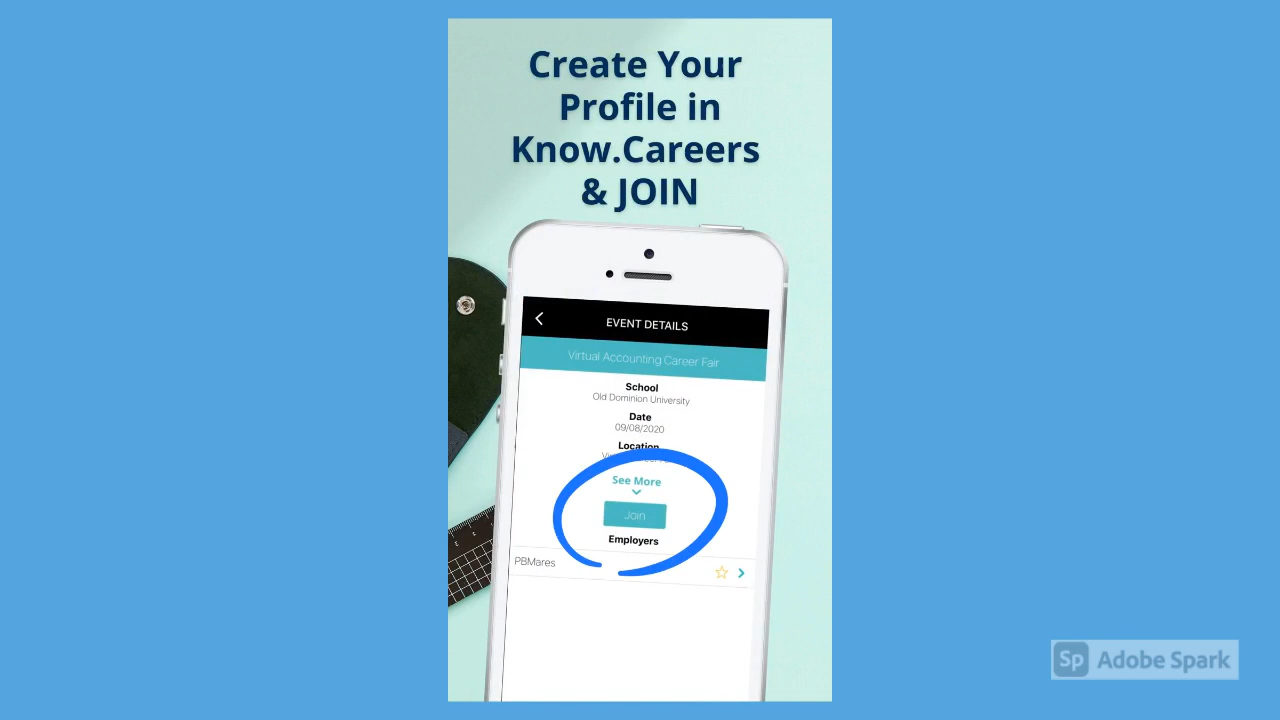 Create Your
Profile in
Know.Careers
& JOIN
EVENT DETAILS
Virtual Accounting Career Fair
School
Old Dominion University
Date
09/08/2020
Location
See More
Join
Employers
PBMares
Sp Adobe Spark